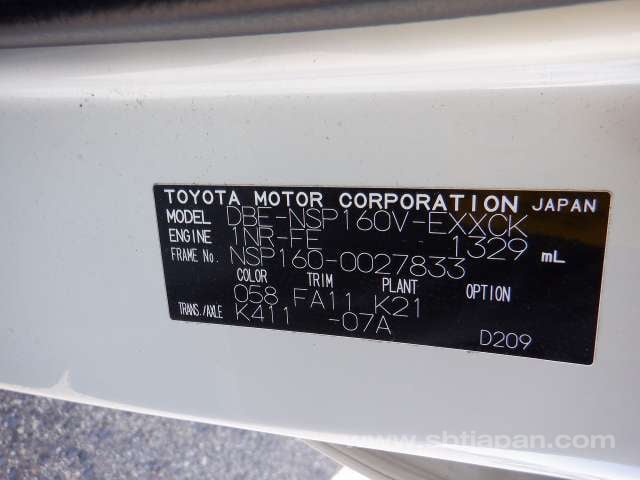 TOYOTA MOTOR CORPORATION JAPAN
MODEL DBE-NSP160V-EXXCK
ENGINE 1NR-FE 1329 mL
FRAME No. NSP160-0027833
COLOR TRIM PLANT OPTION
058 FA11 K21
TRANS./AXLE K411 -07A
D209
www.sbtjapan.com